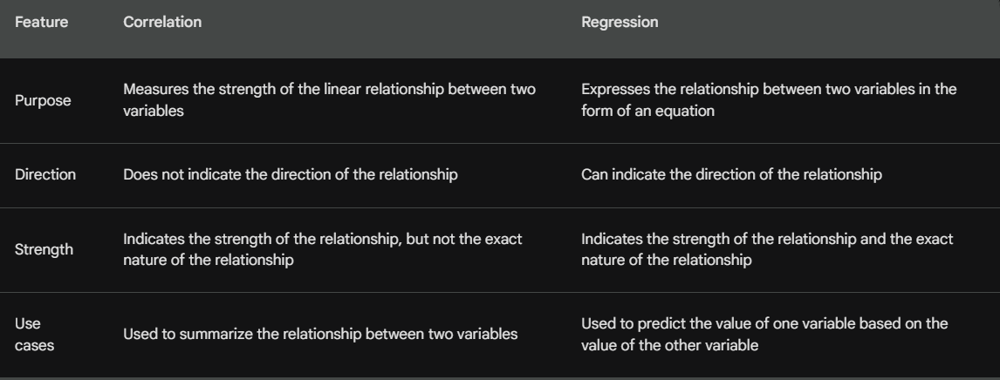 Feature Correlation Regression
Purpose
Measures the strength of the linear relationship between two
variables
Expresses the relationship between two variables in the
form of an equation
Direction Does not indicate the direction of the relationship Can indicate the direction of the relationship
Strength
Indicates the strength of the relationship, but not the exact
nature of the relationship
Indicates the strength of the relationship and the exact
nature of the relationship
Use
cases
Used to summarize the relationship between two variables
Used to predict the value of one variable based on the
value of the other variable